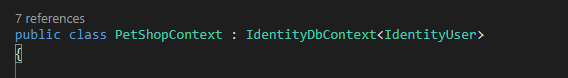 7 references
public class PetShopContext : IdentityDbContext<IdentityUser>
{